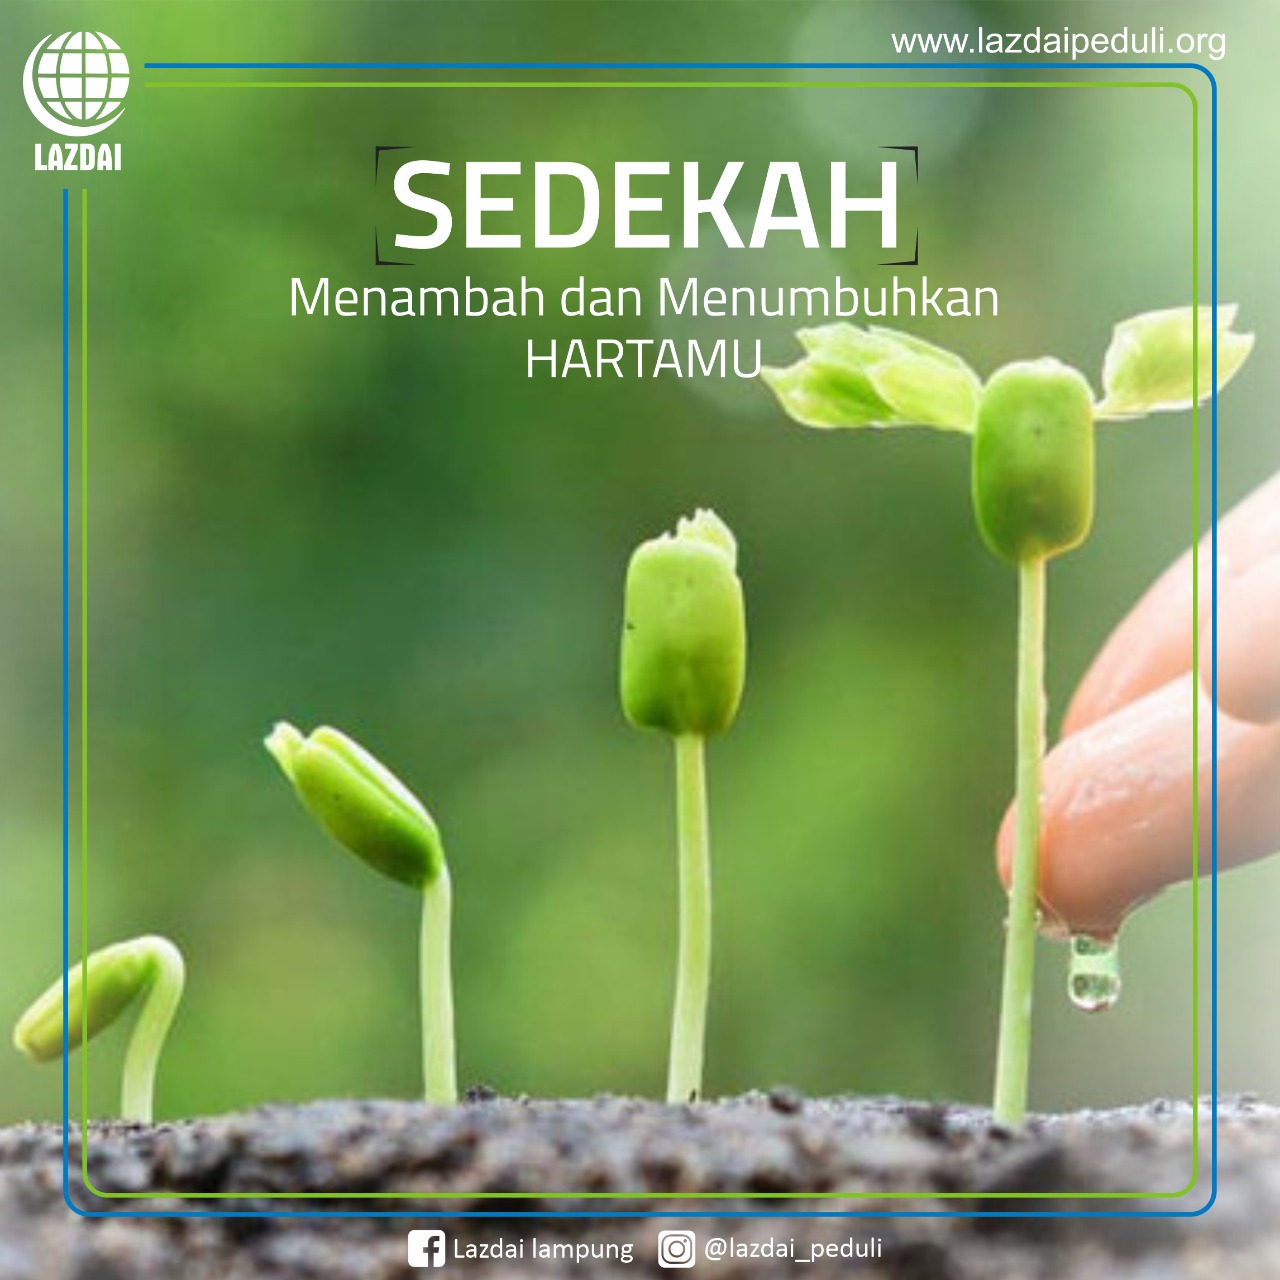 www.lazdaipeduli.org
LAZDAI
SEDEKAH
Menambah dan Menumbuhkan
HARTAMU
Lazdai lampung
@lazdai_peduli